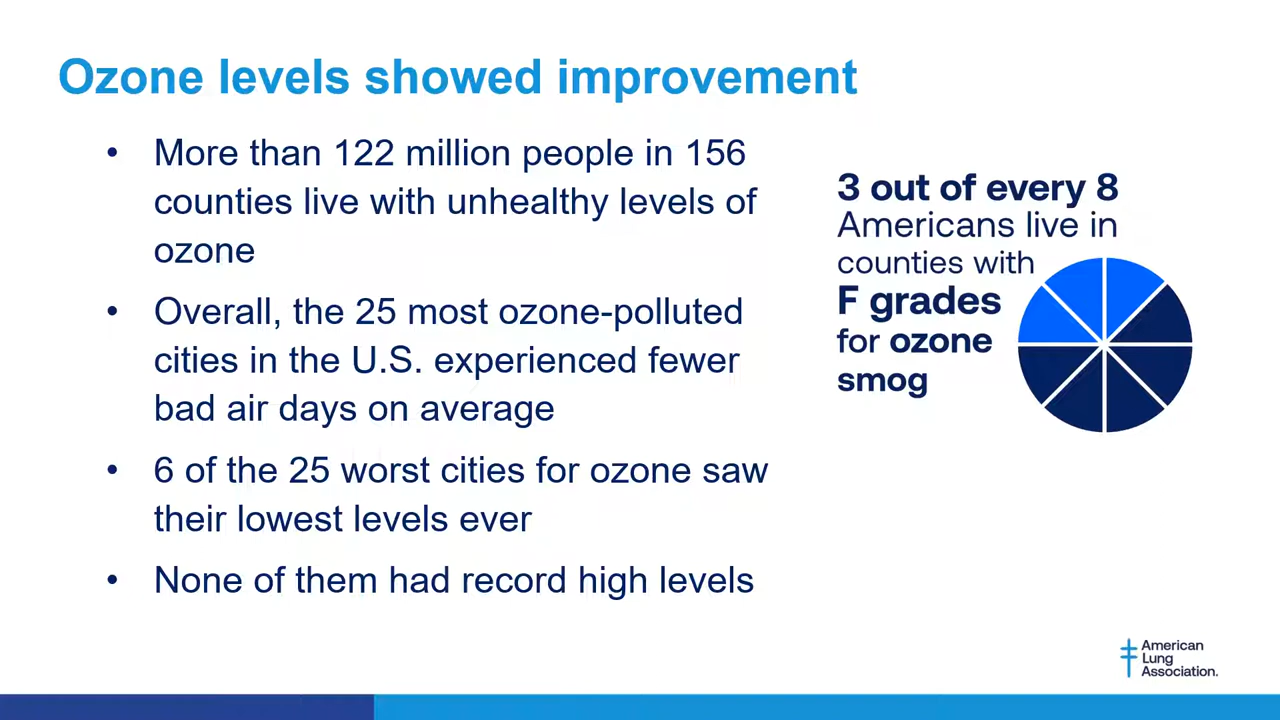 Ozone levels showed improvement
• More than 122 million people in 156
counties live with unhealthy levels of
ozone
• Overall, the 25 most ozone-polluted
cities in the U.S. experienced fewer
bad air days on average
• 6 of the 25 worst cities for ozone saw
their lowest levels ever
• None of them had record high levels
3 out of every 8
Americans live in
counties with
F grades
for ozone
smog
American
Lung
Association.